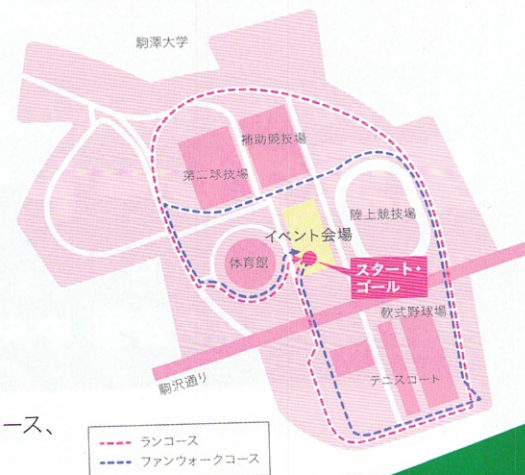 駒澤大学
補助競技場
第二球技場
陸上競技場
イベント会場
体育館
スタート・
ゴール
軟式野球場
駒沢通り
テニスコート
ース、
ランコース
ファンウォークコース